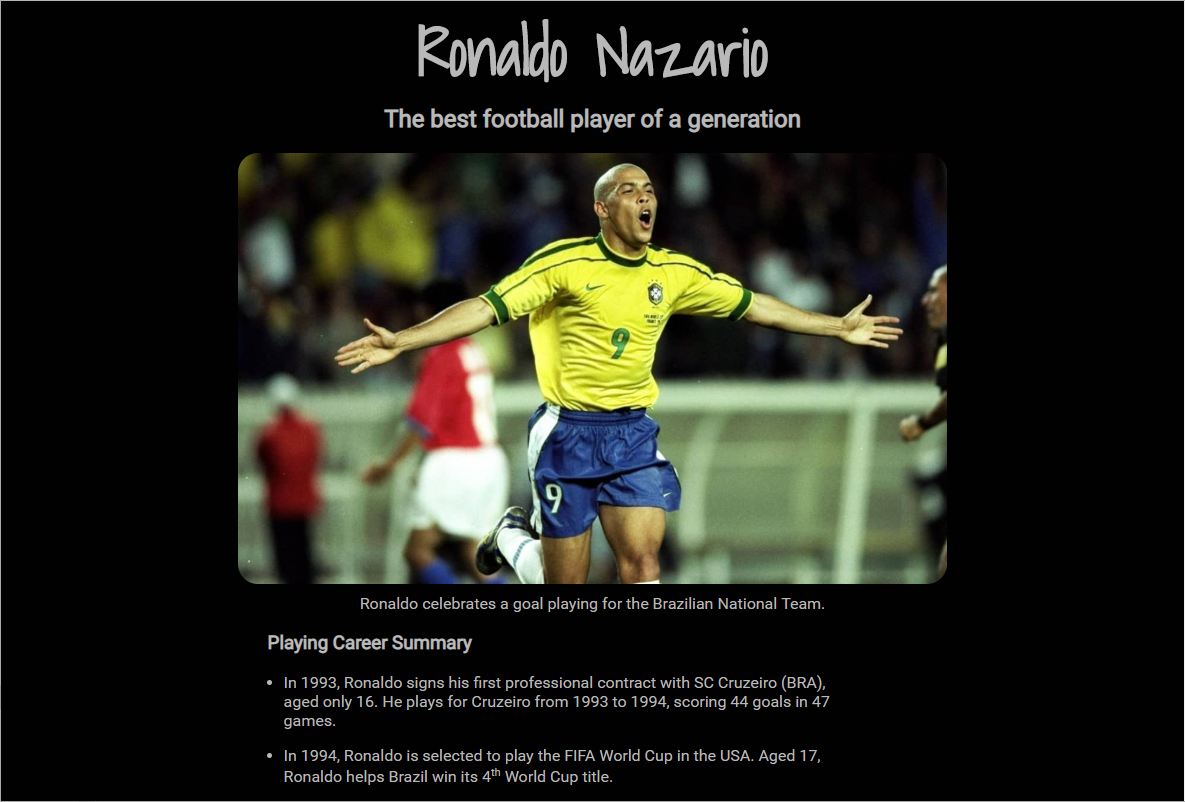 Ronaldo Nazario
The best football player of a generation
9
9
Ronaldo celebrates a goal playing for the Brazilian National Team.
Playing Career Summary
• In 1993, Ronaldo signs his first professional contract with SC Cruzeiro (BRA),
aged only 16. He plays for Cruzeiro from 1993 to 1994, scoring 44 goals in 47
games.
• In 1994, Ronaldo is selected to play the FIFA World Cup in the USA. Aged 17,
Ronaldo helps Brazil win its 4th World Cup title.